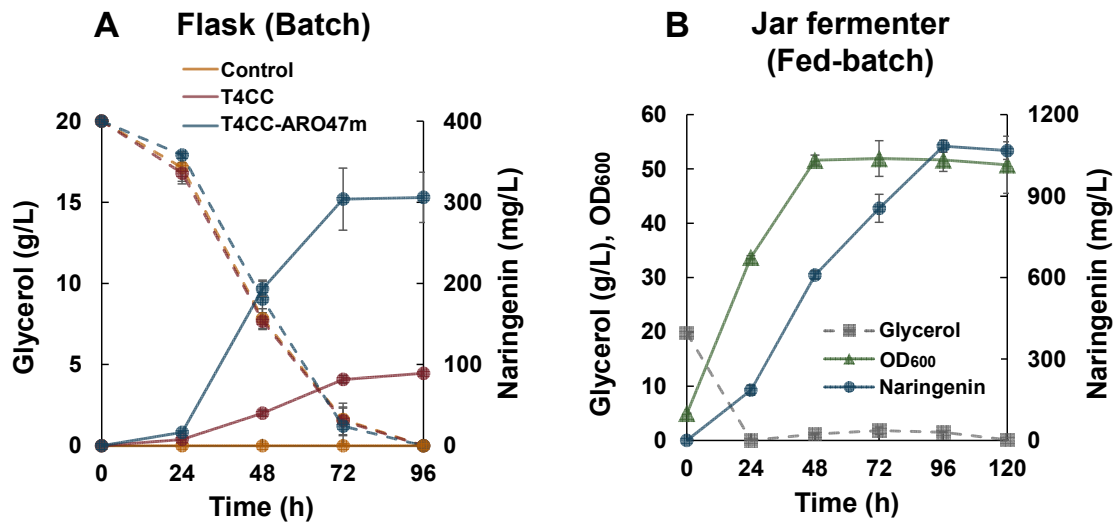 A
Flask (Batch)
Control
T4CC
T4CC-ARO47m
20
15
10
5
0
Glycerol (g/L)
400
300
200
100
0
Naringenin (mg/L)
0 24 48 72 96
Time (h)
B
Jar fermenter
(Fed-batch)
60
50
40
30
20
10
0
Glycerol (g/L), OD600
1200
900
600
300
0
Naringenin (mg/L)
Glycerol
OD600
Naringenin
0 24 48 72 96 120
Time (h)